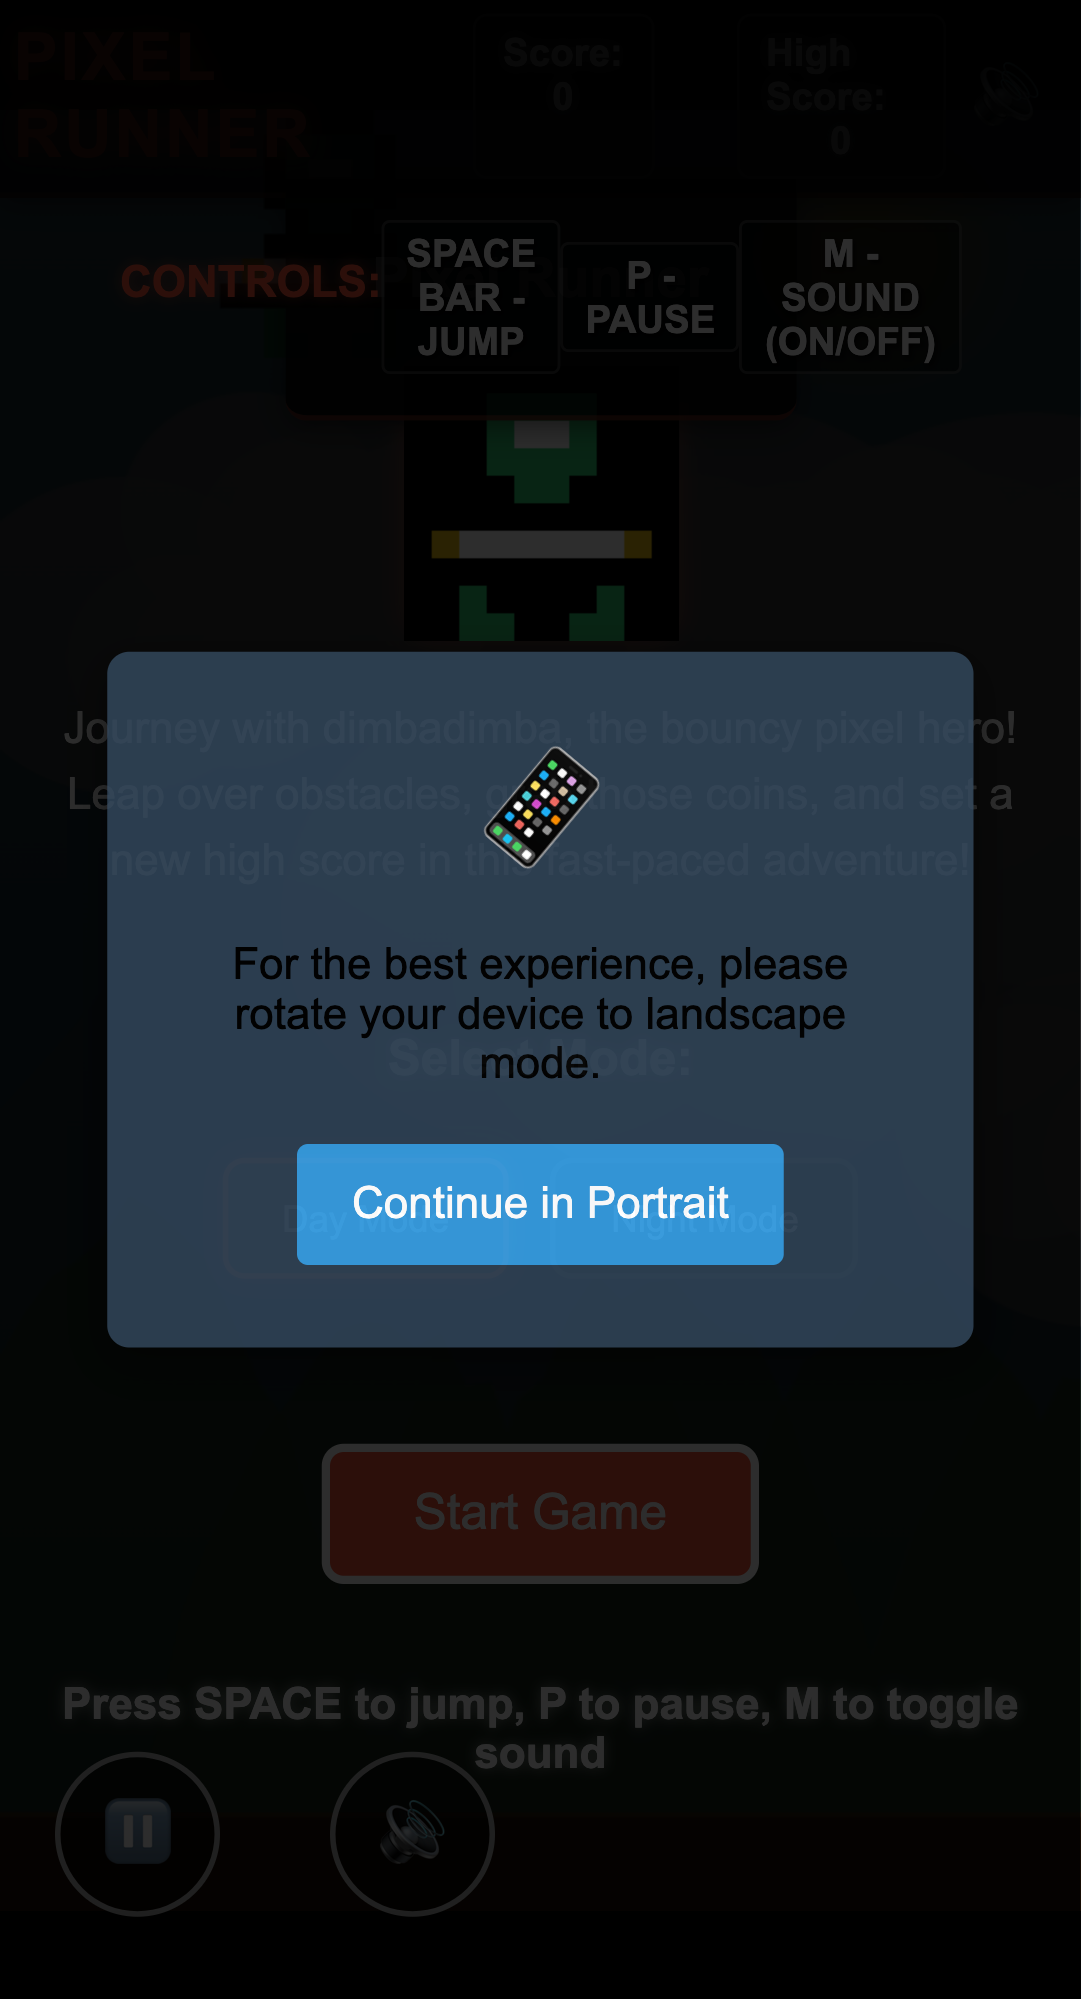 PIXEL
RUNNER
Score:
0
High
Score:
0
CONTROLS:
SPACE
BAR -
JUMP
P -
PAUSE
M -
SOUND
(ON/OFF)
Runner
Journey with dimbadimba, the bouncy pixel hero!
Leap over obstacles, grab those coins, and set a
new high score in this fast-paced adventure!
For the best experience, please
rotate your device to landscape
mode.
Select Mode:
Continue in Portrait
Day Mode
Night Mode
Start Game
Press SPACE to jump, P to pause, M to toggle
sound